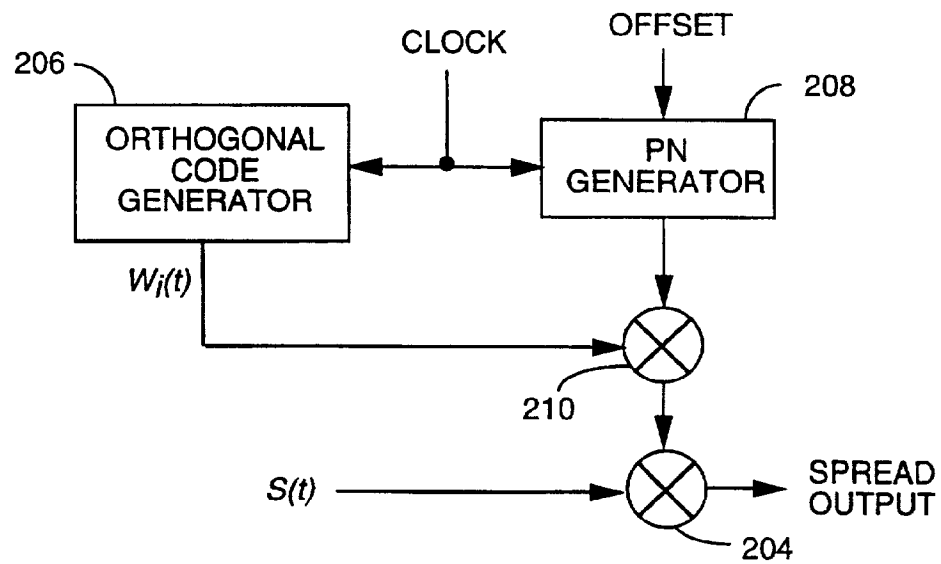 OFFSET
CLOCK
206
208
ORTHOGONAL
CODE
GENERATOR
PN
GENERATOR
Wi(t)
210
S(t)
SPREAD
OUTPUT
204